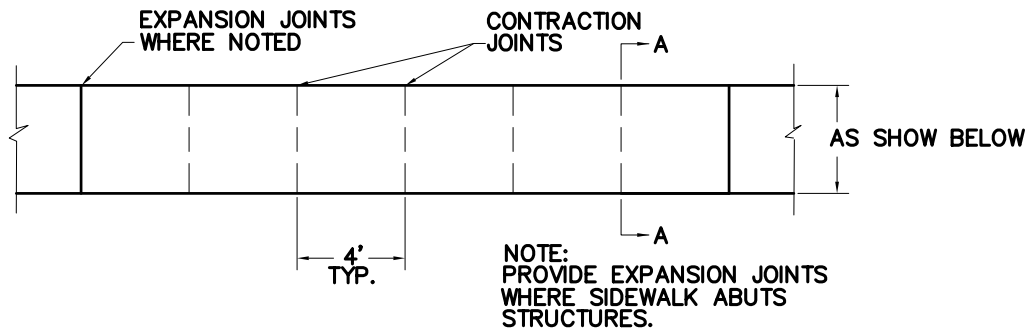 EXPANSION JOINTS
WHERE NOTED
CONTRACTION
JOINTS
A
AS SHOW BELOW
A
4'
TYP.
NOTE:
PROVIDE EXPANSION JOINTS
WHERE SIDEWALK ABUTS
STRUCTURES.